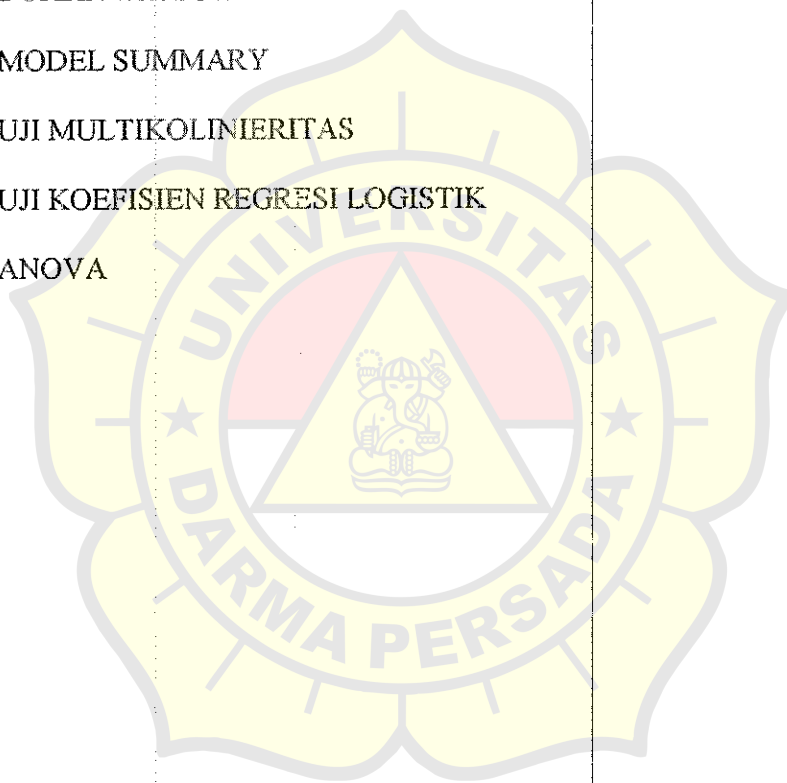 MODEL SUMMARY
UJI MULTIKOLINIERITAS
UJI KOEFISIEN REGRESI LOGISTIK
ANOVA
UNIVERSITAS
DARMA PERSADA